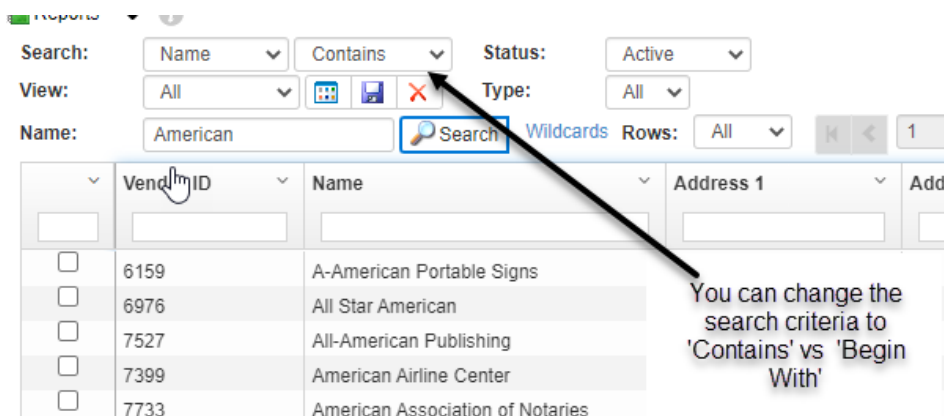 Reports
Search: Name Contains Status: Active
View: All Type: All
Name: American Search Wildcards Rows: All 1
Vend ID Name Address 1 Add
6159 A-American Portable Signs
6976 All Star American
7527 All-American Publishing
7399 American Airline Center
7733 American Association of Notaries
You can change the
search criteria to
'Contains' vs 'Begin
With'